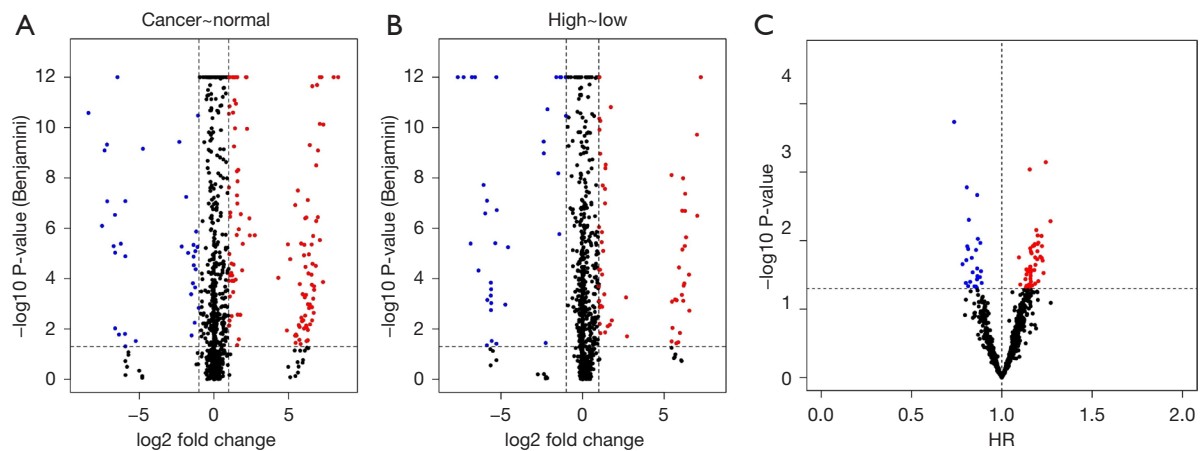 A
Cancer~normal
–log10 P-value (Benjamini)
12
10
8
6
4
2
0
–5
0
5
log2 fold change
B
High~low
–log10 P-value (Benjamini)
12
10
8
6
4
2
0
–5
0
5
log2 fold change
C
–log10 P-value
4
3
2
1
0
0.0
0.5
1.0
1.5
2.0
HR